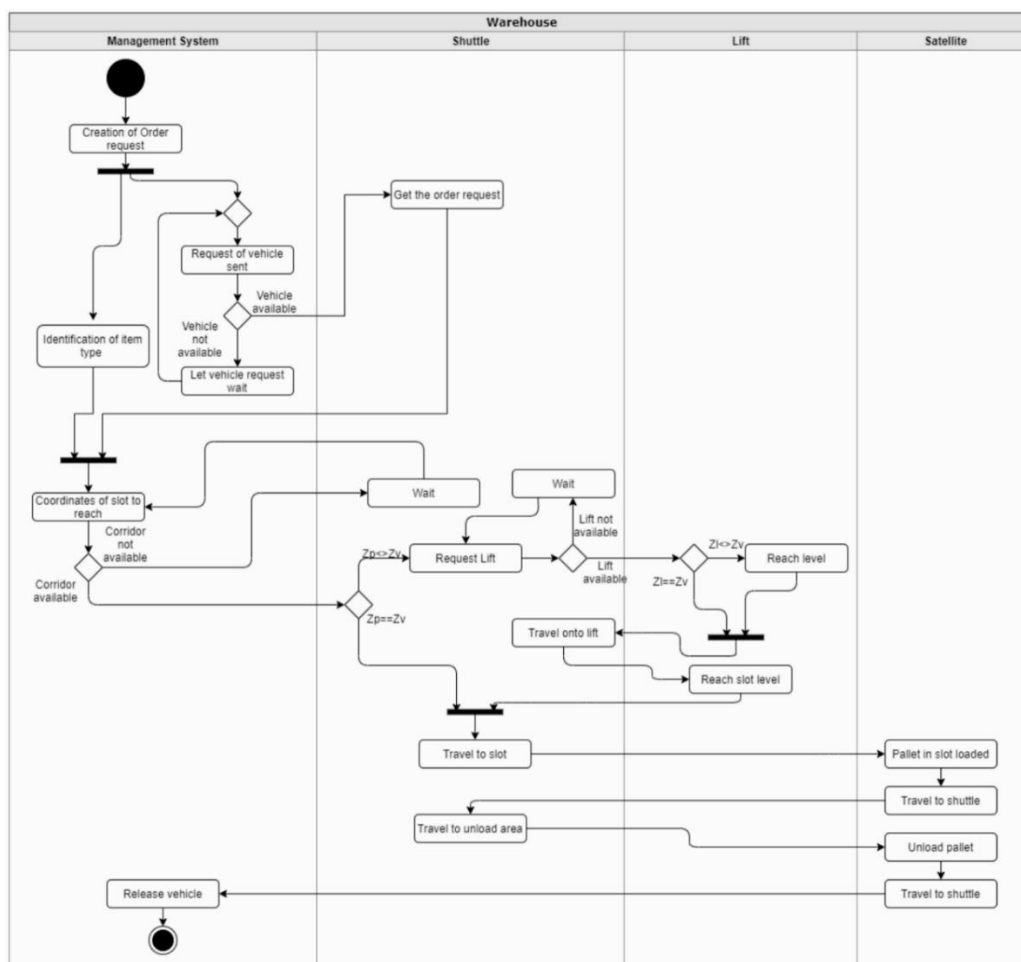 Warehouse
Management System
Shuttle
Lift
Satellite
Creation of Order
request
Get the order request
Request of vehicle
sent
Vehicle
available
Vehicle
not
available
Identification of item
type
Let vehicle request
wait
Coordinates of slot to
reach
Wait
Wait
Corridor
not
available
Corridor
available
Lift not
available
Zp<>Zv
Request Lift
Lift
available
Zl<>Zv
Reach level
Zl==Zv
Zp==Zv
Travel onto lift
Reach slot level
Travel to slot
Pallet in slot loaded
Travel to shuttle
Travel to unload area
Unload pallet
Release vehicle
Travel to shuttle